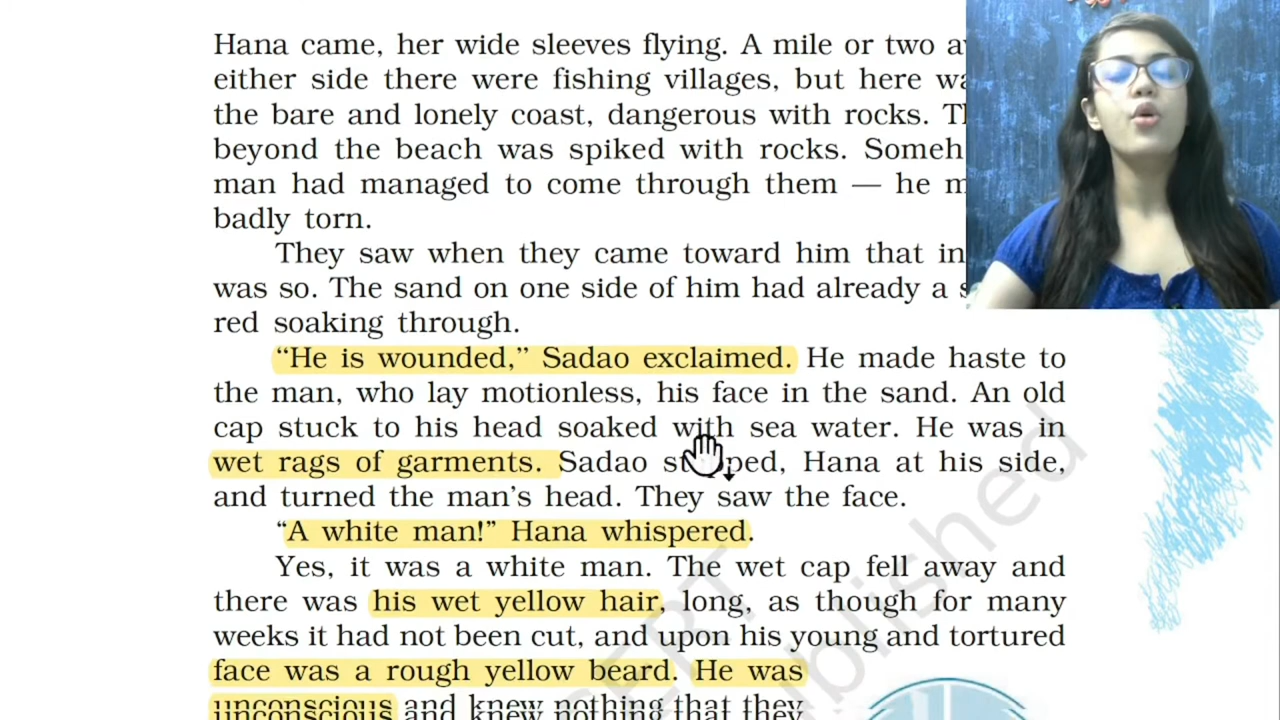 Hana came, her wide sleeves flying. A mile or two
either side there were fishing villages, but here
the bare and lonely coast, dangerous with rocks.
beyond the beach was spiked with rocks.
man had managed to come through them — he
badly torn.
They saw when they came toward him that in
was so. The sand on one side of him had already a
red soaking through.
“He is wounded,” Sadao exclaimed. He made haste to
the man, who lay motionless, his face in the sand. An old
cap stuck to his head soaked with sea water. He was in
wet rags of garments. Sadao Hana at his side,
and turned the man’s head. They saw the face.
“A white man!” Hana whispered.
Yes, it was a white man. The wet cap fell away and
there was his wet yellow hair, long, as though for many
weeks it had not been cut, and upon his young and tortured
face was a rough yellow beard. He was
unconscious and knew nothing that they